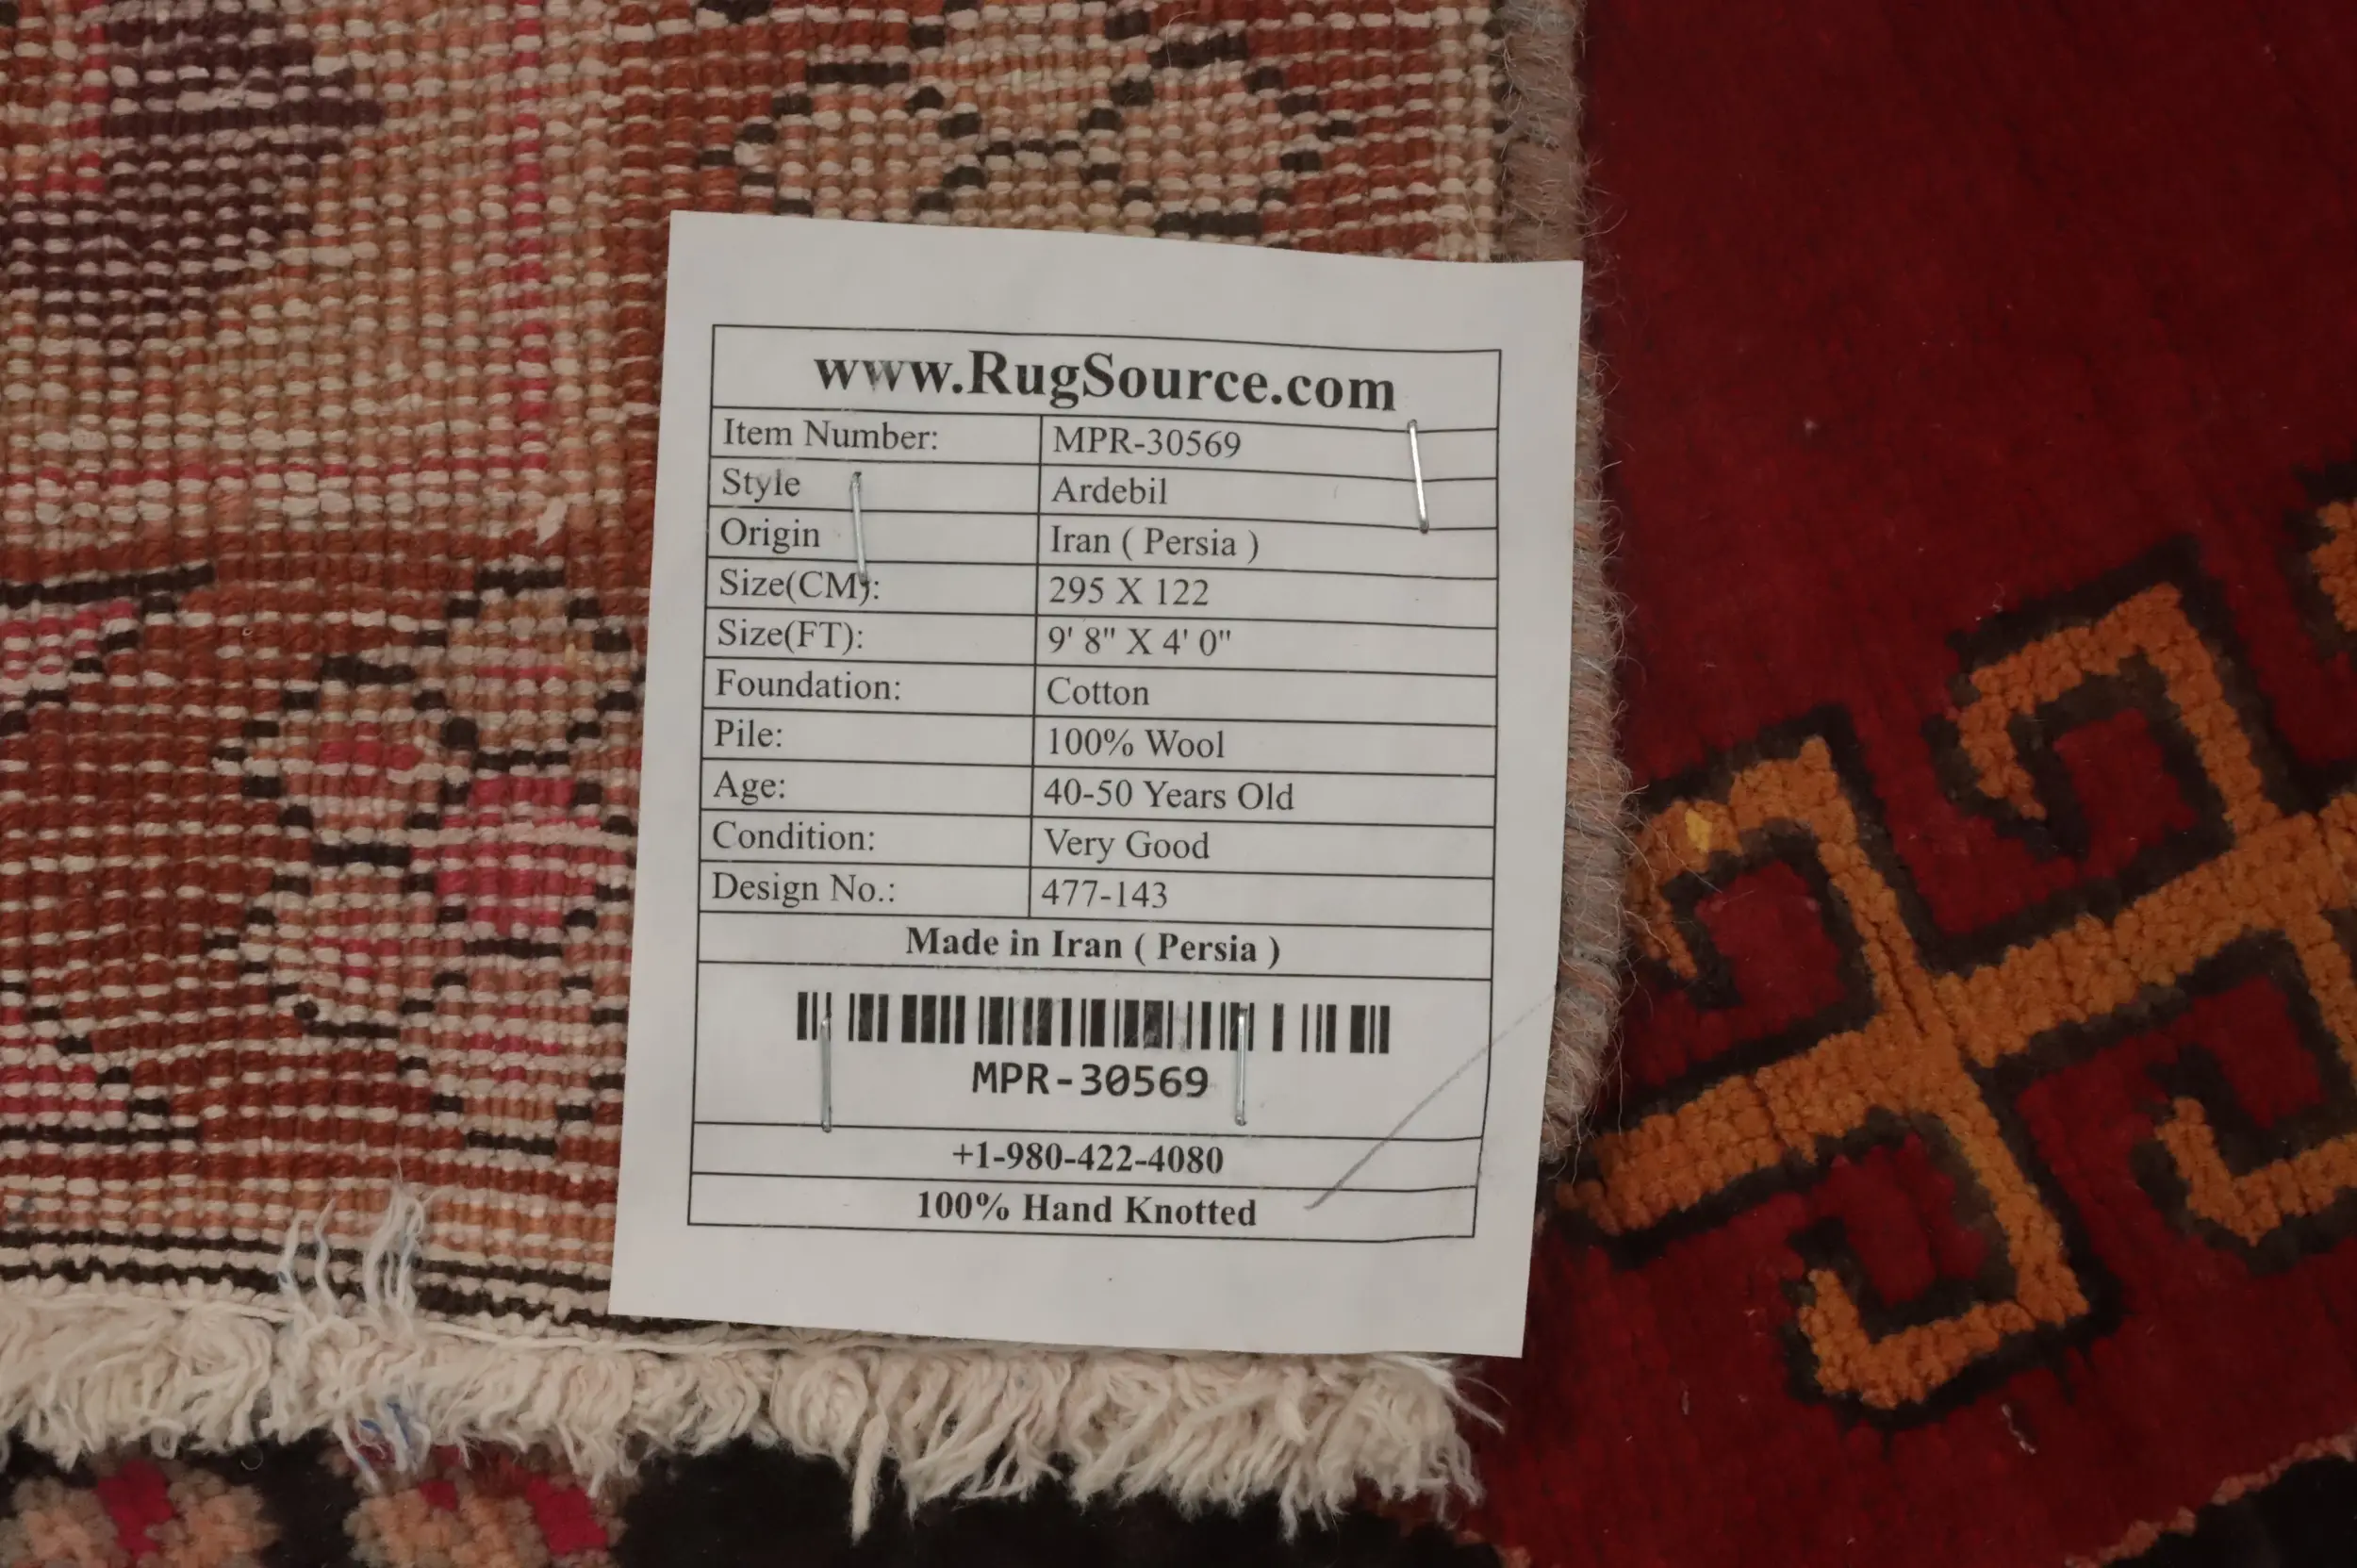 www.RugSource.com
Item Number: MPR-30569
Style Ardebil
Origin Iran ( Persia )
Size(CM): 295 X 122
Size(FT): 9' 8" X 4' 0"
Foundation: Cotton
Pile: 100% Wool
Age: 40-50 Years Old
Condition: Very Good
Design No.: 477-143
Made in Iran ( Persia )
MPR-30569
+1-980-422-4080
100% Hand Knotted